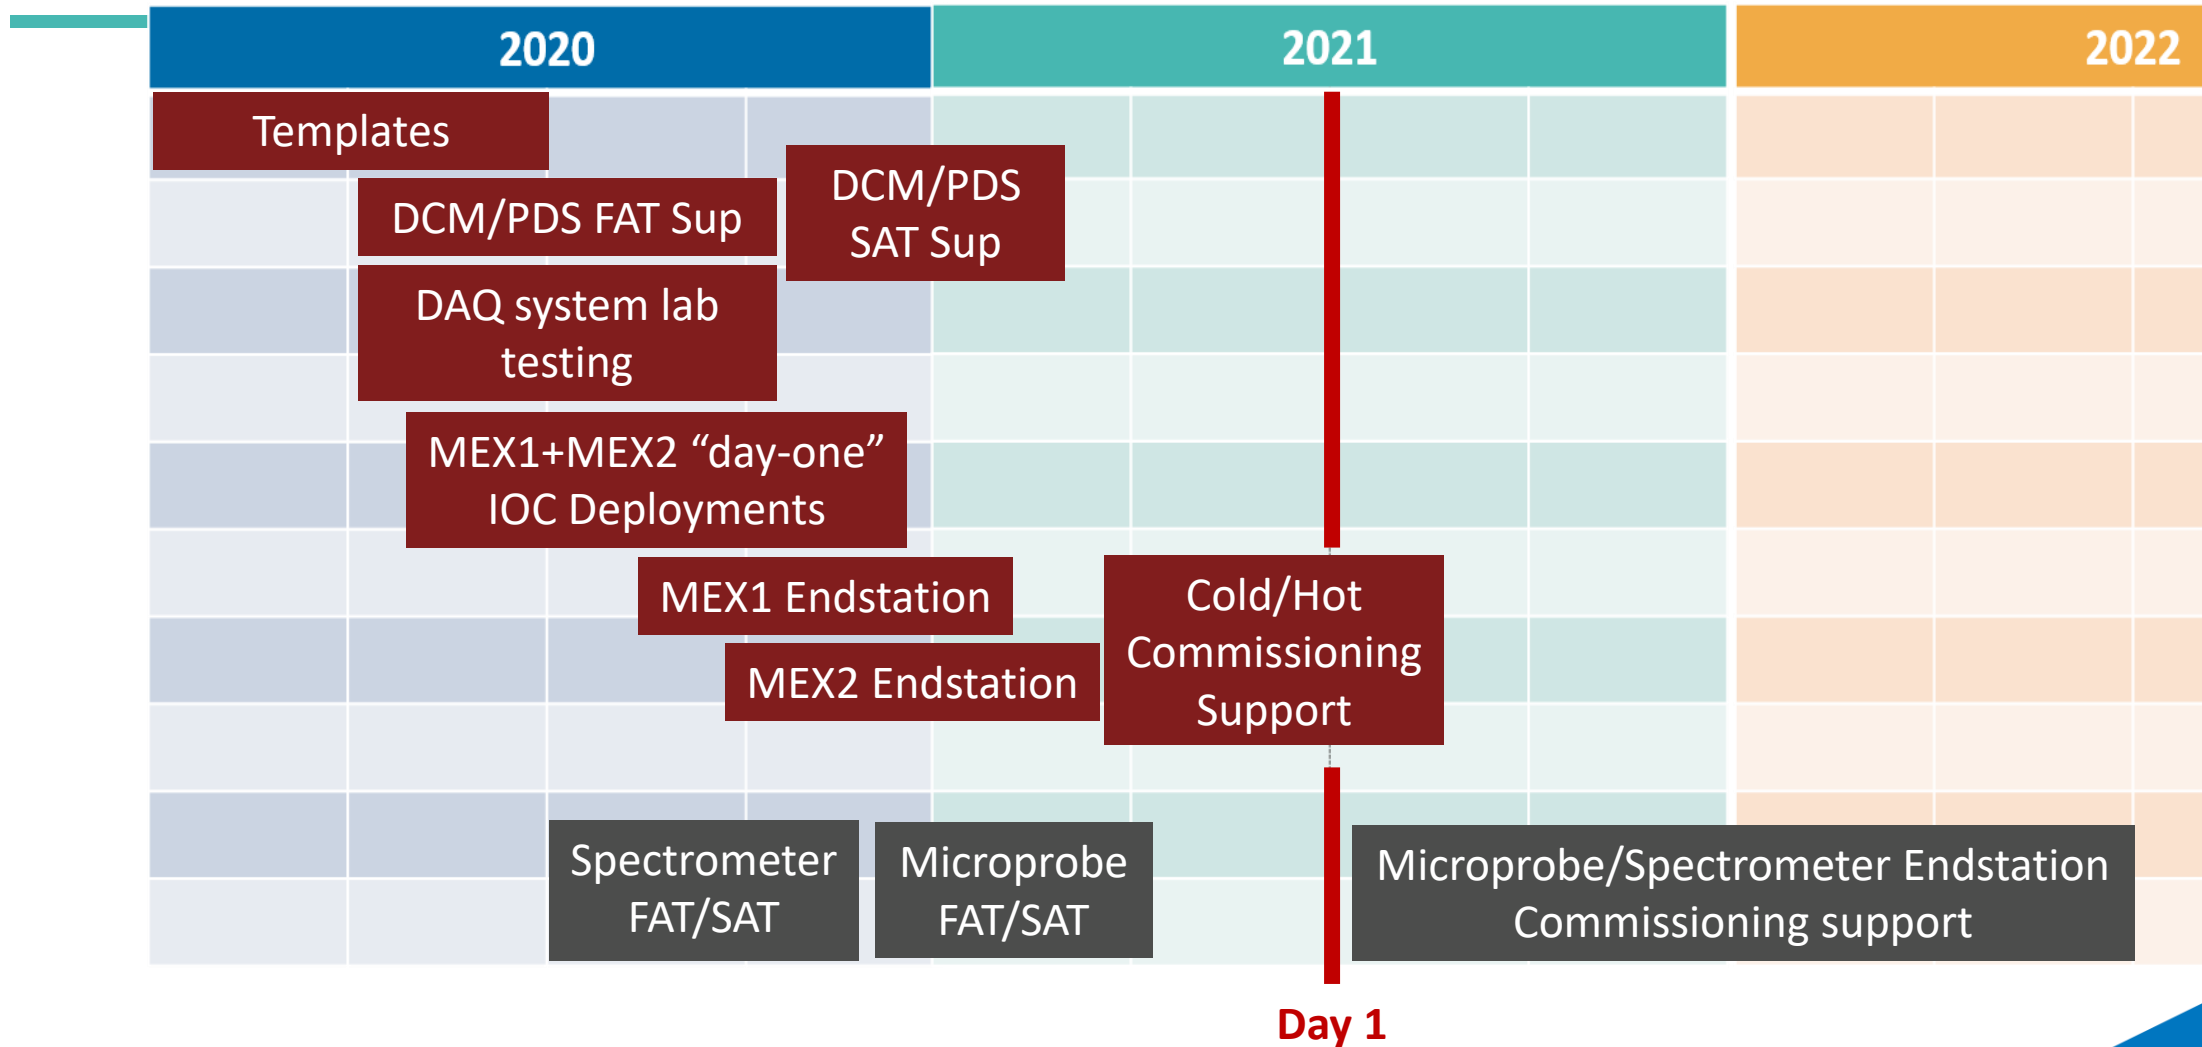 2020
2021
2022
Templates
DCM/PDS FAT Sup
DCM/PDS
SAT Sup
DAQ system lab
testing
MEX1+MEX2 “day-one”
IOC Deployments
MEX1 Endstation
MEX2 Endstation
Cold/Hot
Commissioning
Support
Spectrometer
FAT/SAT
Microprobe
FAT/SAT
Microprobe/Spectrometer Endstation
Commissioning support
Day 1